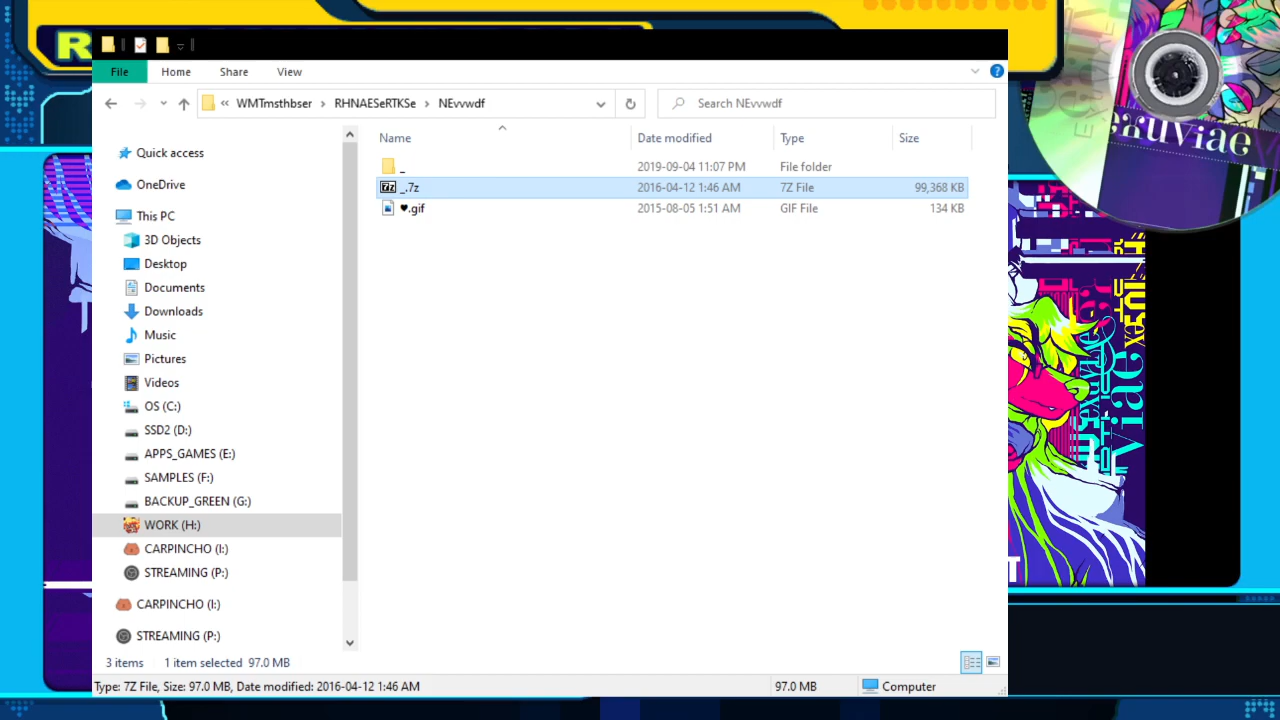 File Home Share View
WMTmsthbser RHNAESeRTKSe NEvvwdf Search NEvvwdf
Name Date modified Type Size
_ 2019-09-04 11:07 PM File folder
_.7z 2016-04-12 1:46 AM 7Z File 99,368 KB
♥.gif 2015-08-05 1:51 AM GIF File 134 KB
Quick access
OneDrive
This PC
3D Objects
Desktop
Documents
Downloads
Music
Pictures
Videos
OS (C:)
SSD2 (D:)
APPS_GAMES (E:)
SAMPLES (F:)
BACKUP_GREEN (G:)
WORK (H:)
CARPINCHO (I:)
STREAMING (P:)
CARPINCHO (I:)
STREAMING (P:)
3 items 1 item selected 97.0 MB
Type: 7Z File, Size: 97.0 MB, Date modified: 2016-04-12 1:46 AM 97.0 MB Computer
exuviae